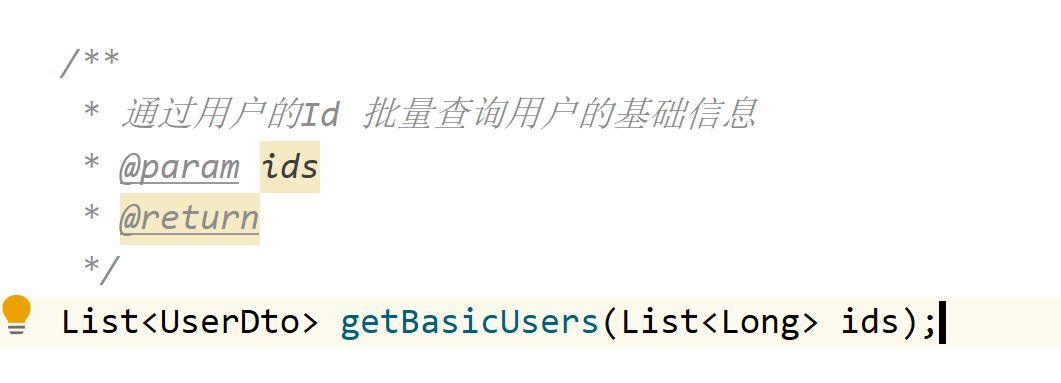 /**
* 通过用户的Id 批量查询用户的基础信息
* @param ids
* @return
*/
List<UserDto> getBasicUsers(List<Long> ids);